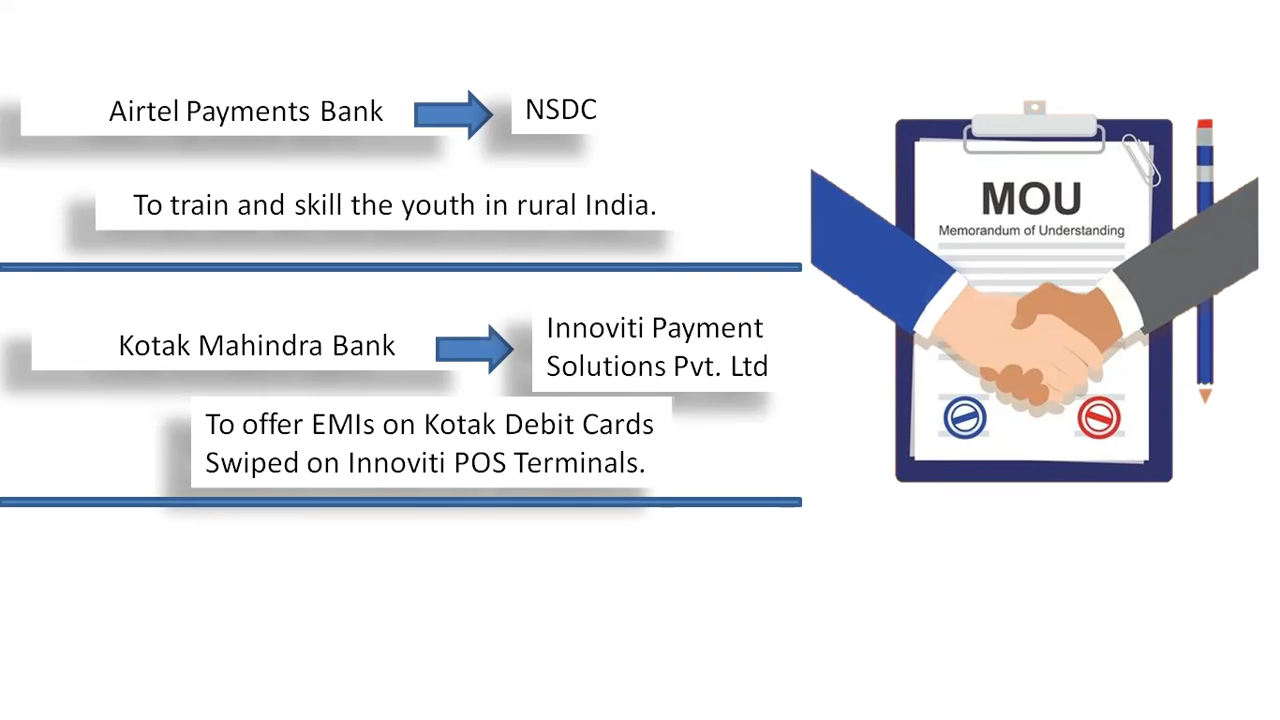 Airtel Payments Bank
NSDC
To train and skill the youth in rural India.
Kotak Mahindra Bank
Innoviti Payment
Solutions Pvt. Ltd
To offer EMIs on Kotak Debit Cards
Swiped on Innoviti POS Terminals.
MOU
Memorandum of Understanding